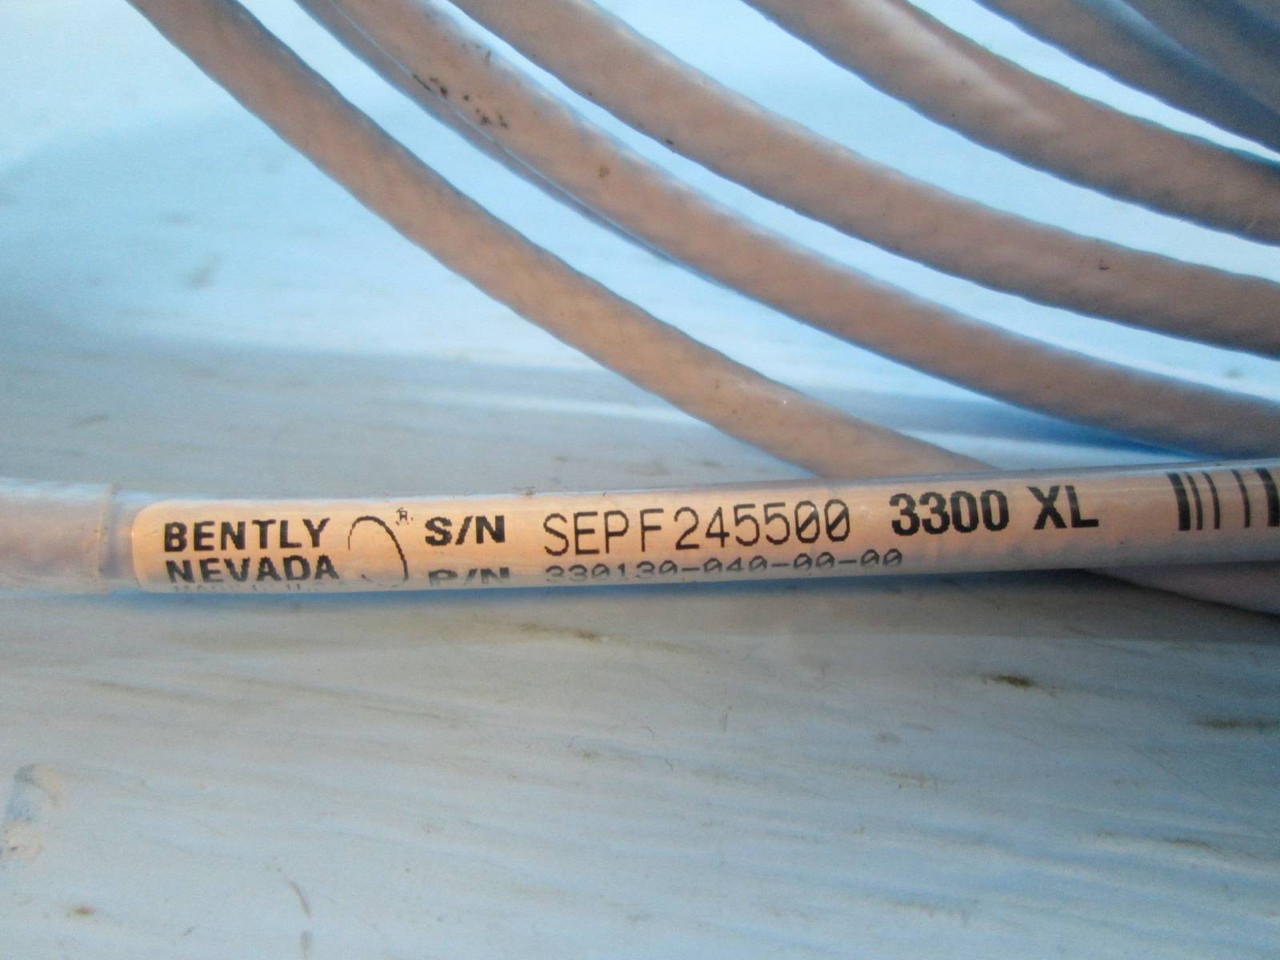 BENTLY ® S/N SEPF245500 3300 XL
NEVADA P/N 330130-040-00-00